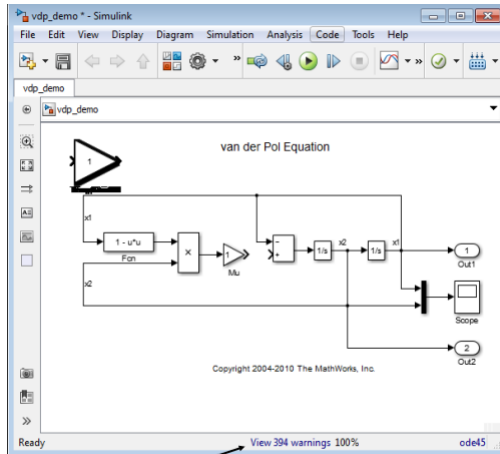 vdp_demo * - Simulink
File Edit View Display Diagram Simulation Analysis Code Tools Help
» »
vdp_demo
vdp_demo
van der Pol Equation
1
x1
1 - u*u
Fcn
×
1
Mu
-
+
1/s
x2
1/s
x1
1
Out1
x2
Scope
2
Out2
Copyright 2004-2010 The MathWorks, Inc.
»
Ready View 394 warnings 100% ode45